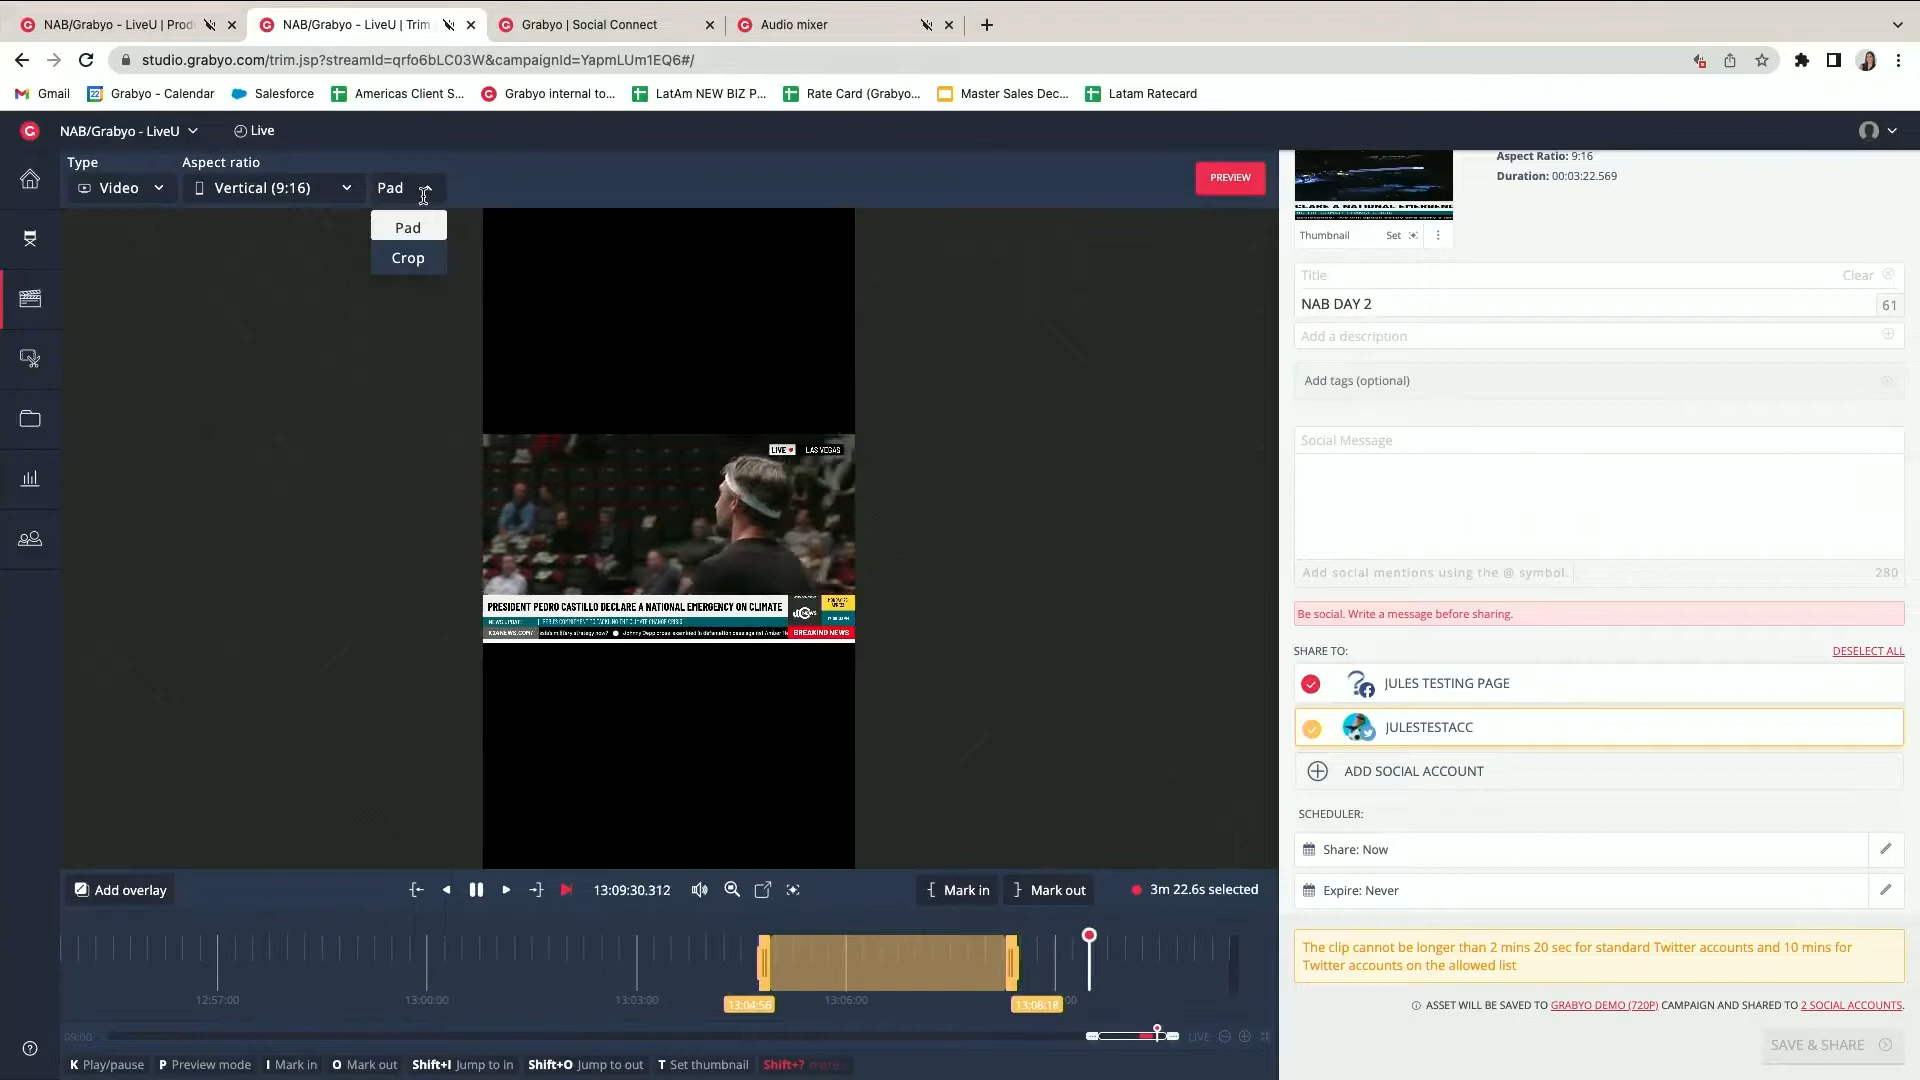 NAB/Grabyo - LiveU | Prod
NAB/Grabyo - LiveU | Trim
Grabyo | Social Connect
Audio mixer
studio.grabyo.com/trim.jsp?streamId=qrfo6bLC03W&campaignId=YapmLUm1EQ6#/
Gmail
Grabyo - Calendar
Salesforce
Americas Client S...
Grabyo internal to...
LatAm NEW BIZ P...
Rate Card (Grabyo...
Master Sales Dec...
Latam Ratecard
NAB/Grabyo - LiveU
Live
Type
Aspect ratio
Video
Vertical (9:16)
Pad
Pad
Crop
PREVIEW
LIVE
LAS VEGAS
PRESIDENT PEDRO CASTILLO DECLARE A NATIONAL EMERGENCY ON CLIMATE
NEWS UPDATE
NEWS
K24NEWS.COM/
BREAKIND NEWS
Aspect Ratio: 9:16
Duration: 00:03:22.569
Thumbnail
Set
Title
Clear
NAB DAY 2
61
Add a description
Add tags (optional)
Social Message
Add social mentions using the @ symbol.
280
Be social. Write a message before sharing.
SHARE TO:
DESELECT ALL
JULES TESTING PAGE
JULESTESTACC
ADD SOCIAL ACCOUNT
SCHEDULER:
Share: Now
Expire: Never
The clip cannot be longer than 2 mins 20 sec for standard Twitter accounts and 10 mins for
Twitter accounts on the allowed list
ASSET WILL BE SAVED TO GRABYO DEMO (720P) CAMPAIGN AND SHARED TO 2 SOCIAL ACCOUNTS.
SAVE & SHARE
Add overlay
13:09:30.312
Mark in
Mark out
3m 22.6s selected
12:57:00
13:00:00
13:03:00
13:04:56
13:06:00
13:08:18
:00
09:00
LIVE
K Play/pause
P Preview mode
I Mark in
O Mark out
Shift+I Jump to in
Shift+O Jump to out
T Set thumbnail
Shift+? more...